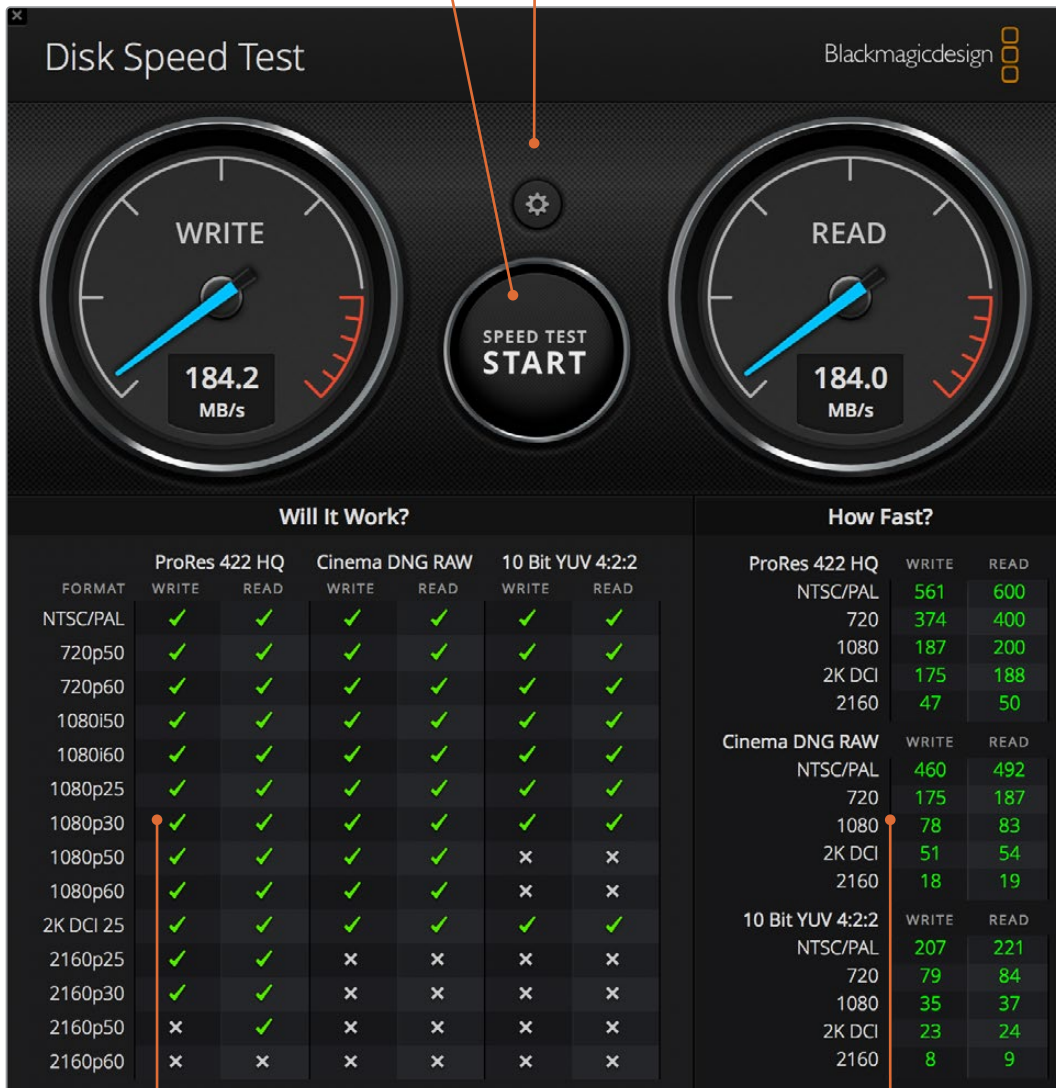 Disk Speed Test
Blackmagicdesign
WRITE
184.2
MB/s
SPEED TEST
START
READ
184.0
MB/s
Will It Work?
ProRes 422 HQ Cinema DNG RAW 10 Bit YUV 4:2:2
FORMAT WRITE READ WRITE READ WRITE READ
NTSC/PAL ✓ ✓ ✓ ✓ ✓ ✓
720p50 ✓ ✓ ✓ ✓ ✓ ✓
720p60 ✓ ✓ ✓ ✓ ✓ ✓
1080i50 ✓ ✓ ✓ ✓ ✓ ✓
1080i60 ✓ ✓ ✓ ✓ ✓ ✓
1080p25 ✓ ✓ ✓ ✓ ✓ ✓
1080p30 ✓ ✓ ✓ ✓ ✓ ✓
1080p50 ✓ ✓ ✓ ✓ × ×
1080p60 ✓ ✓ ✓ ✓ × ×
2K DCI 25 ✓ ✓ ✓ ✓ ✓ ✓
2160p25 ✓ ✓ × × × ×
2160p30 ✓ ✓ × × × ×
2160p50 × ✓ × × × ×
2160p60 × × × × × ×
How Fast?
ProRes 422 HQ WRITE READ
NTSC/PAL 561 600
720 374 400
1080 187 200
2K DCI 175 188
2160 47 50
Cinema DNG RAW WRITE READ
NTSC/PAL 460 492
720 175 187
1080 78 83
2K DCI 51 54
2160 18 19
10 Bit YUV 4:2:2 WRITE READ
NTSC/PAL 207 221
720 79 84
1080 35 37
2K DCI 23 24
2160 8 9